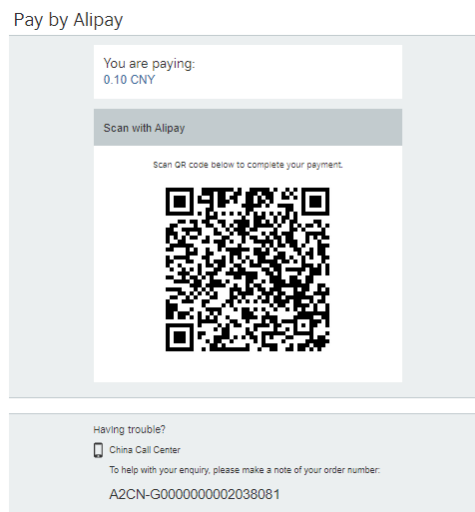 Pay by Alipay
You are paying:
0.10 CNY
Scan with Alipay
Scan QR code below to complete your payment.
Having trouble?
China Call Center
To help with your enquiry, please make a note of your order number:
A2CN-G0000000002038081